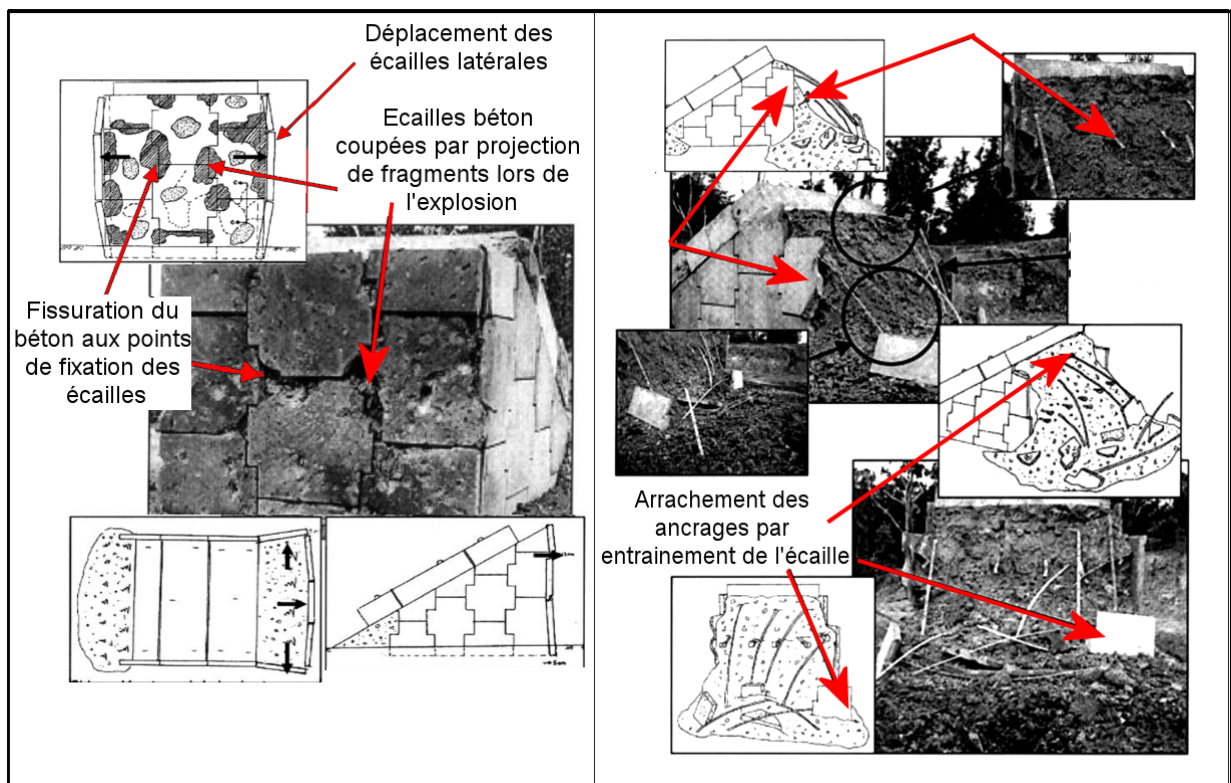 Déplacement des
écailles latérales
Ecailles béton
coupées par projection
de fragments lors de
l'explosion
Fissuration du
béton aux points
de fixation des
écailles
Arrachement des
ancrages par
entrainement de l'écaille